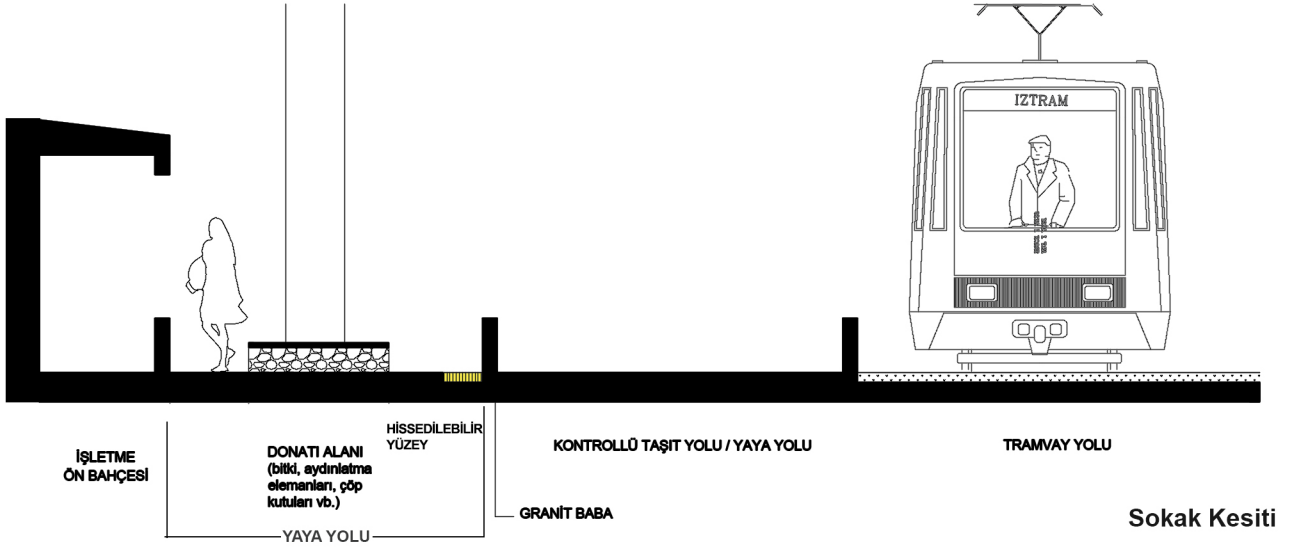 IZTRAM
İŞLETME
ÖN BAHÇESİ
DONATI ALANI
(bitki, aydınlatma
elemanları, çöp
kutuları vb.)
HİSSEDİLEBİLİR
YÜZEY
KONTROLLÜ TAŞIT YOLU / YAYA YOLU
TRAMVAY YOLU
GRANİT BABA
YAYA YOLU
Sokak Kesiti